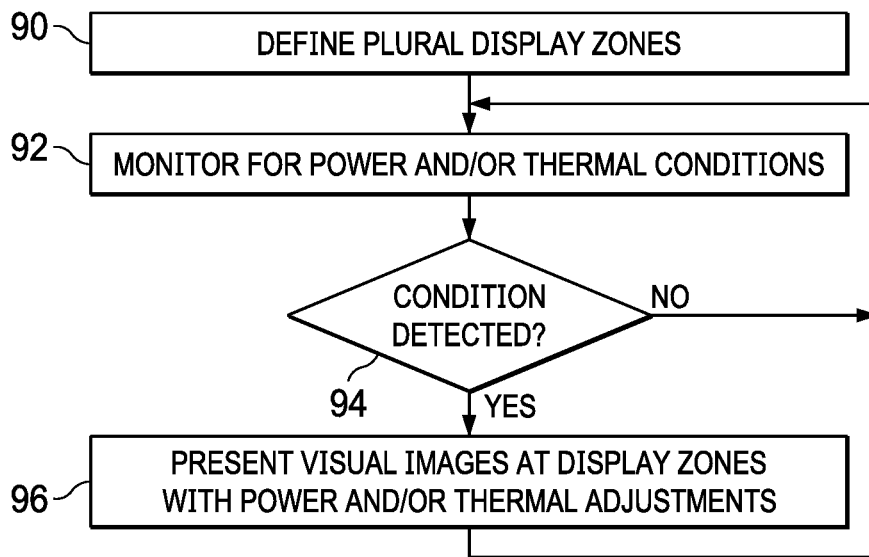 90
DEFINE PLURAL DISPLAY ZONES
92
MONITOR FOR POWER AND/OR THERMAL CONDITIONS
CONDITION
DETECTED?
NO
94
YES
96
PRESENT VISUAL IMAGES AT DISPLAY ZONES
WITH POWER AND/OR THERMAL ADJUSTMENTS